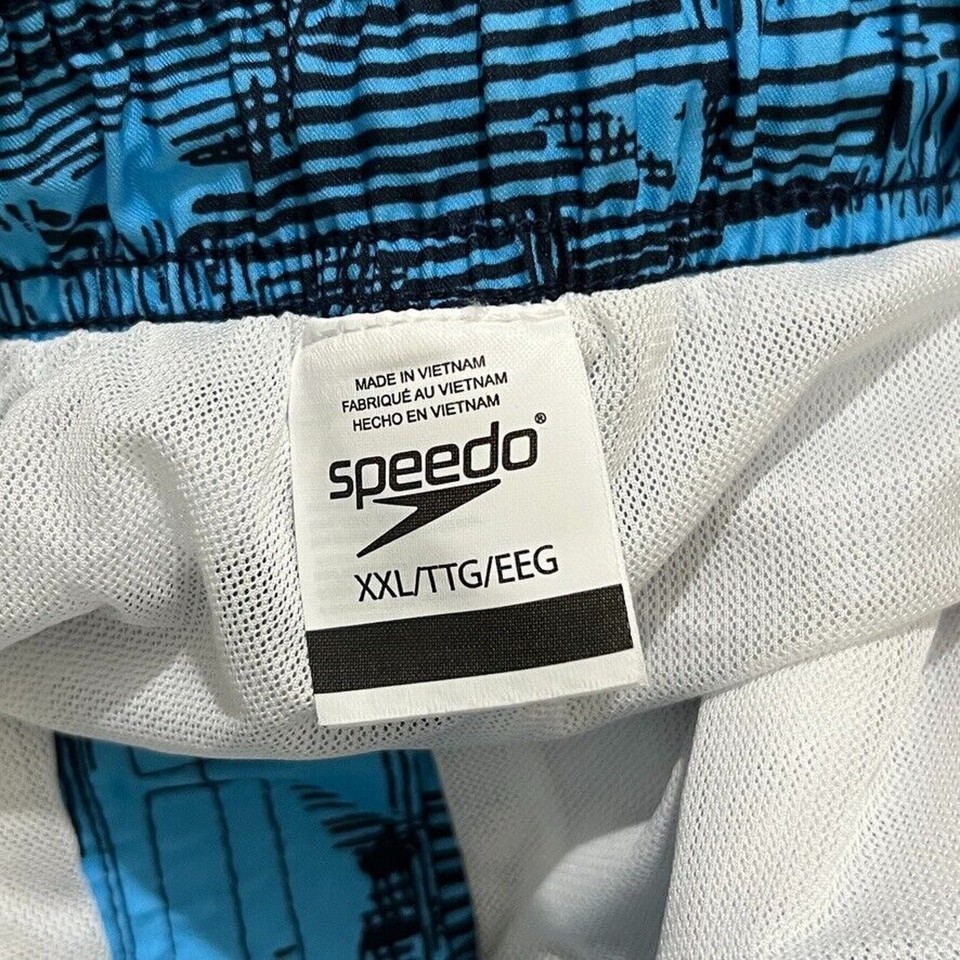 MADE IN VIETNAM
FABRIQUÉ AU VIETNAM
HECHO EN VIETNAM
speedo®
XXL/TTG/EEG